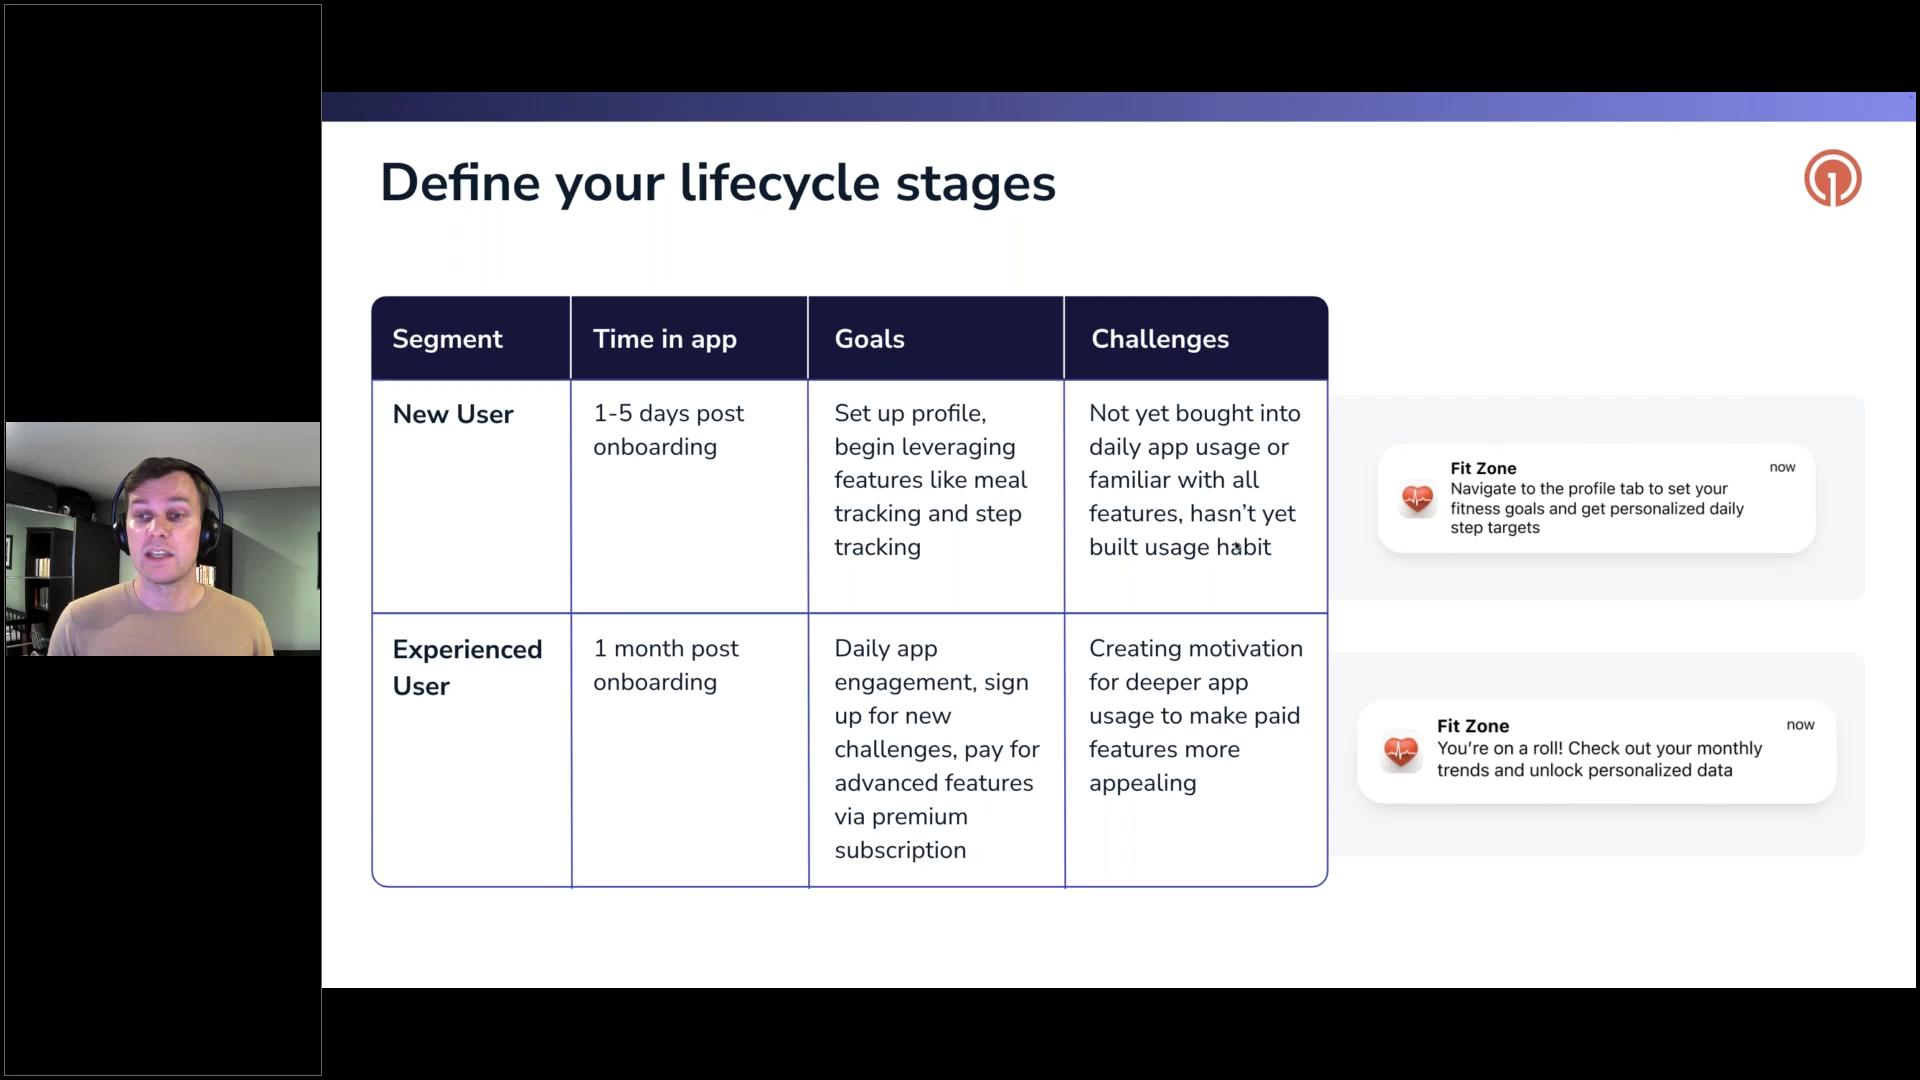 Define your lifecycle stages
Segment
Time in app
Goals
Challenges
New User
1-5 days post
onboarding
Set up profile,
begin leveraging
features like meal
tracking and step
tracking
Not yet bought into
daily app usage or
familiar with all
features, hasn’t yet
built usage habit
Fit Zone
now
Navigate to the profile tab to set your
fitness goals and get personalized daily
step targets
Experienced
User
1 month post
onboarding
Daily app
engagement, sign
up for new
challenges, pay for
advanced features
via premium
subscription
Creating motivation
for deeper app
usage to make paid
features more
appealing
Fit Zone
now
You’re on a roll! Check out your monthly
trends and unlock personalized data